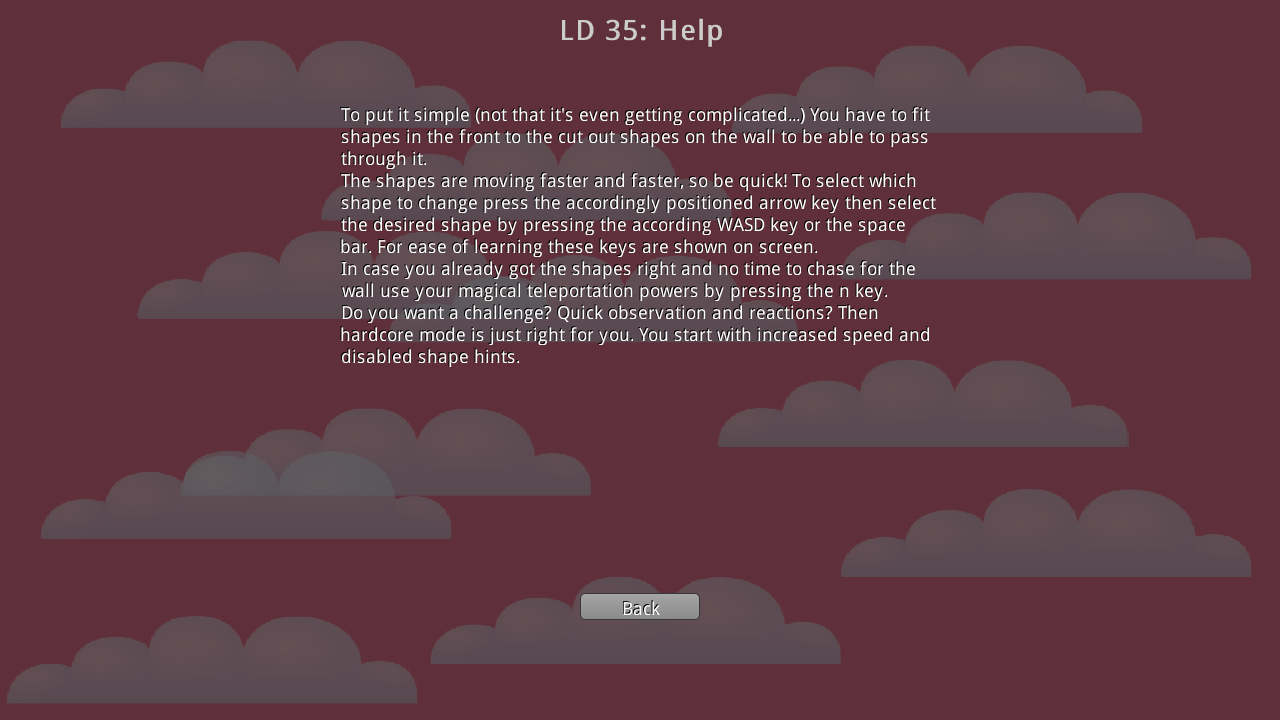 LD 35: Help
To put it simple (not that it's even getting complicated...) You have to fit
shapes in the front to the cut out shapes on the wall to be able to pass
through it.
The shapes are moving faster and faster, so be quick! To select which
shape to change press the accordingly positioned arrow key then select
the desired shape by pressing the according WASD key or the space
bar. For ease of learning these keys are shown on screen.
In case you already got the shapes right and no time to chase for the
wall use your magical teleportation powers by pressing the n key.
Do you want a challenge? Quick observation and reactions? Then
hardcore mode is just right for you. You start with increased speed and
disabled shape hints.
Back